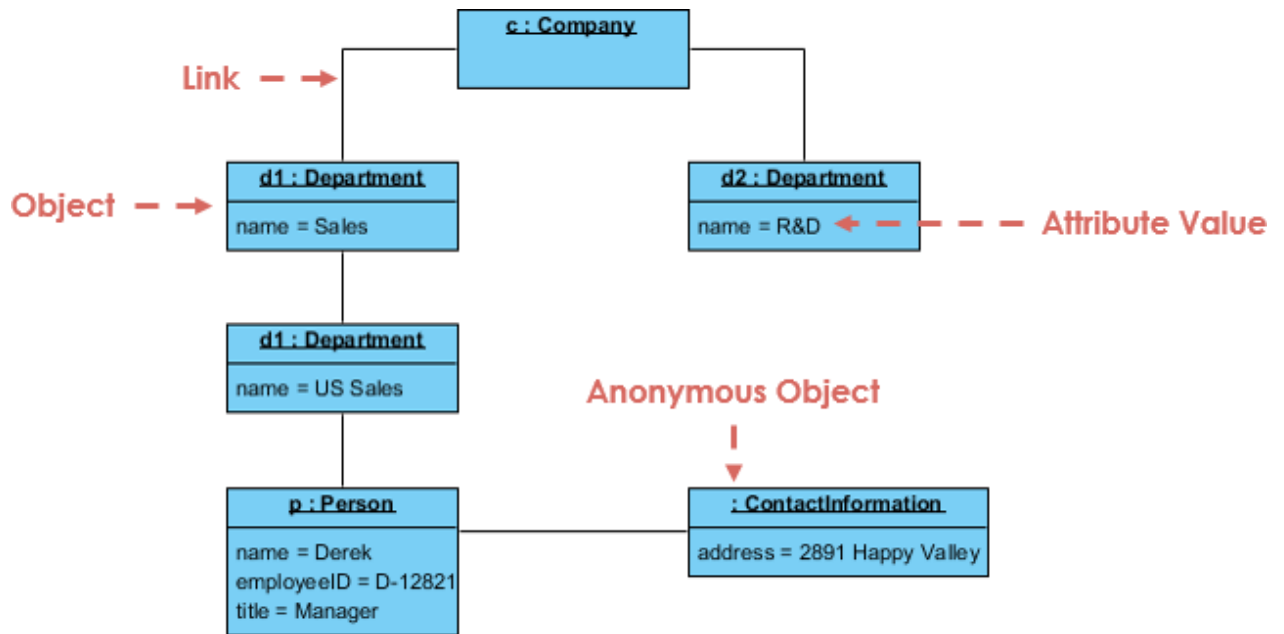 c : Company
Link
d1 : Department
d2 : Department
Object
name = Sales
name = R&D
Attribute Value
d1 : Department
name = US Sales
Anonymous Object
p : Person
: ContactInformation
name = Derek
address = 2891 Happy Valley
employeeID = D-12821
title = Manager